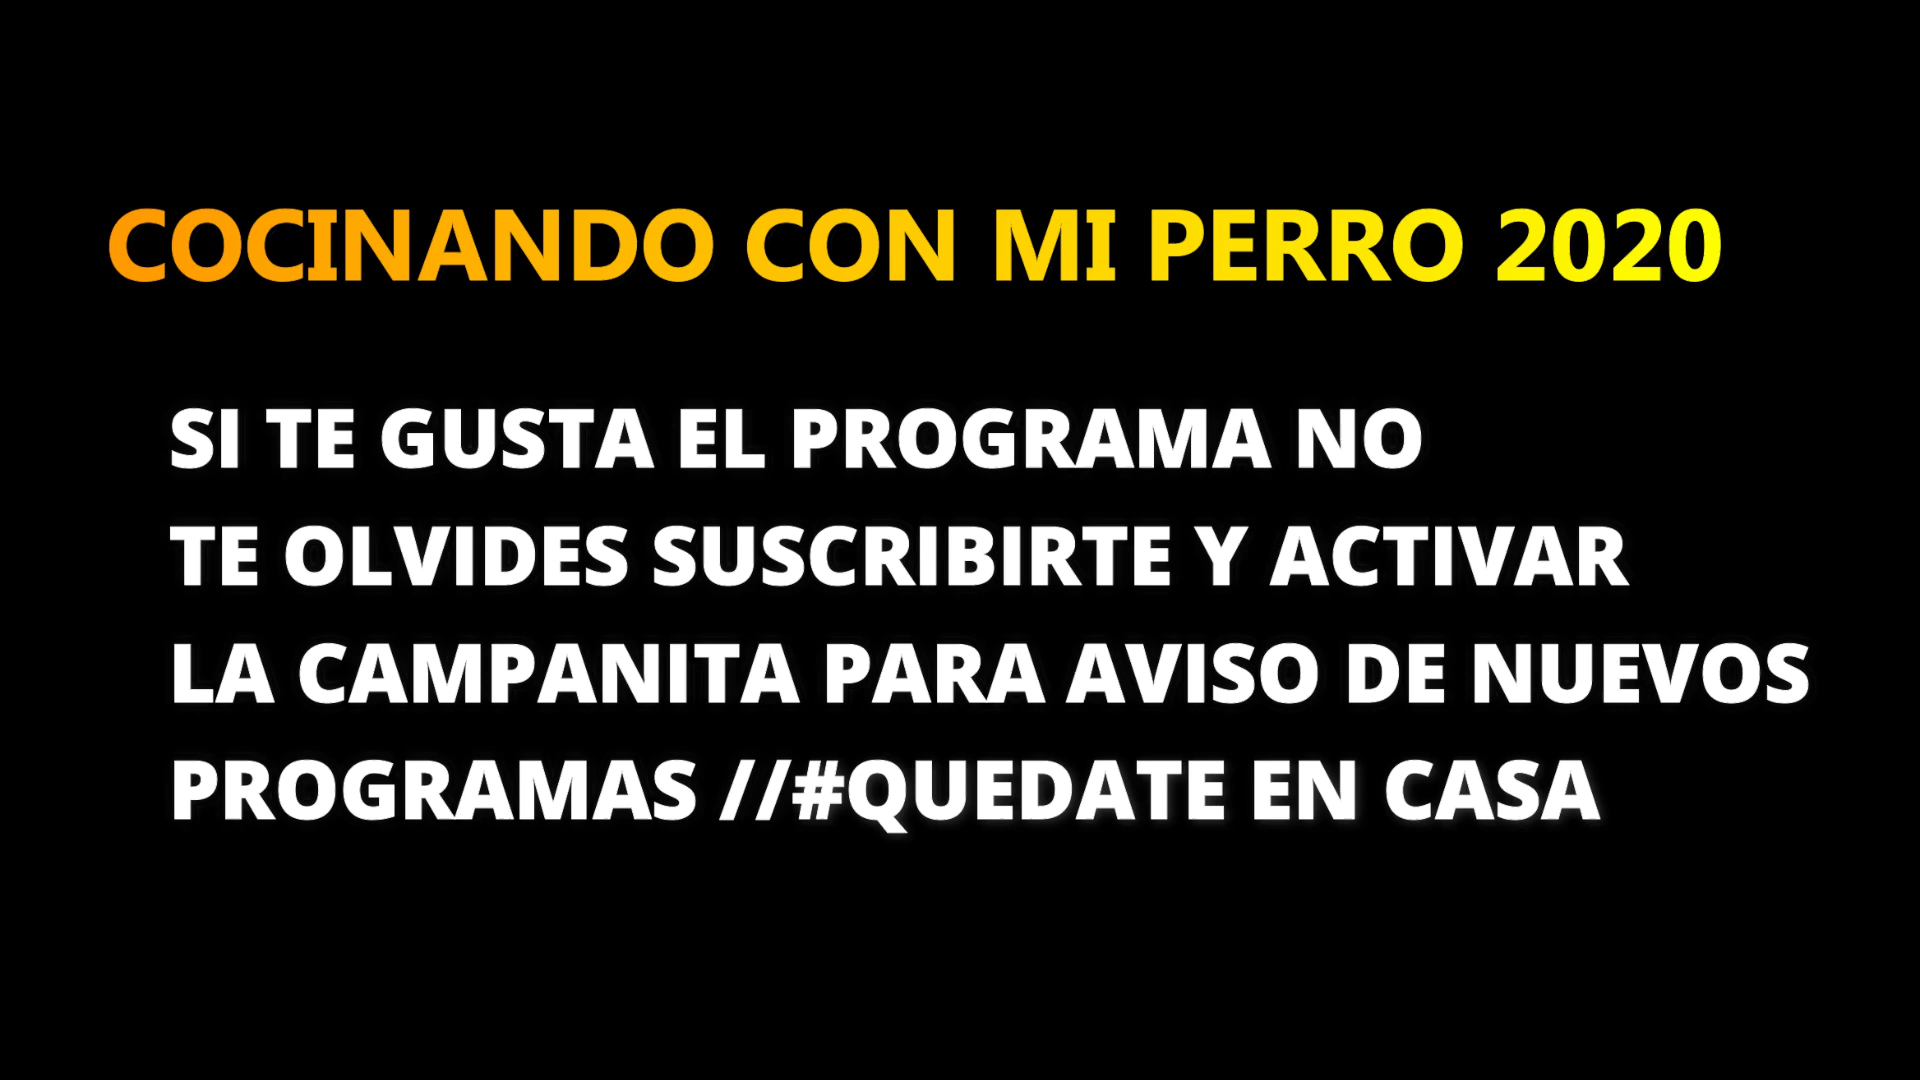 COCINANDO CON MI PERRO 2020
SI TE GUSTA EL PROGRAMA NO
TE OLVIDES SUSCRIBIRTE Y ACTIVAR
LA CAMPANITA PARA AVISO DE NUEVOS
PROGRAMAS //#QUEDATE EN CASA